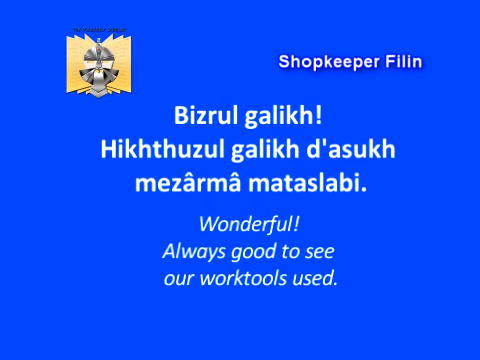 Shopkeeper Filin
Bizrul galikh!
Hikhthuzul galikh d'asukh
mezârmâ mataslabi.
Wonderful!
Always good to see
our worktools used.